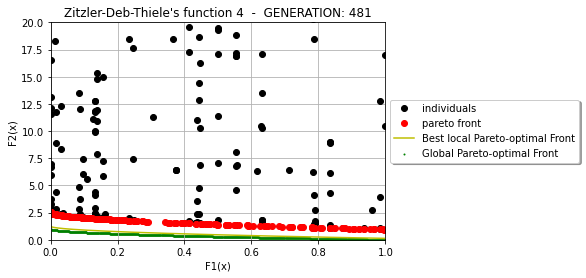 Zitzler-Deb-Thiele's function 4 - GENERATION: 481
F2(x)
20.0
17.5
15.0
12.5
10.0
7.5
5.0
2.5
0.0
0.0 0.2 0.4 0.6 0.8 1.0
F1(x)
individuals
pareto front
Best local Pareto-optimal Front
Global Pareto-optimal Front